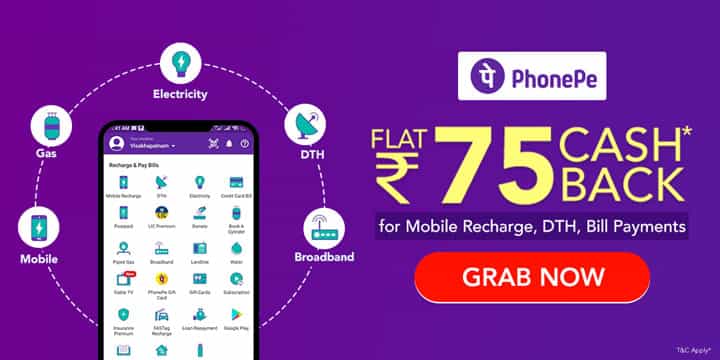 Electricity
Gas
DTH
Mobile
Broadband
पे PhonePe
FLAT ₹75 CASH BACK*
for Mobile Recharge, DTH, Bill Payments
GRAB NOW
T&C Apply*
Visakhapatnam
Recharge & Pay Bills
Mobile Recharge DTH Electricity Credit Card Bill
Postpaid LIC Premium Donate Book A Cylinder
Piped Gas Broadband Landline Water
Cable TV PhonePe Gift Card Gift Cards Subscription
Insurance Premium FASTag Recharge Loan Repayment Google Play